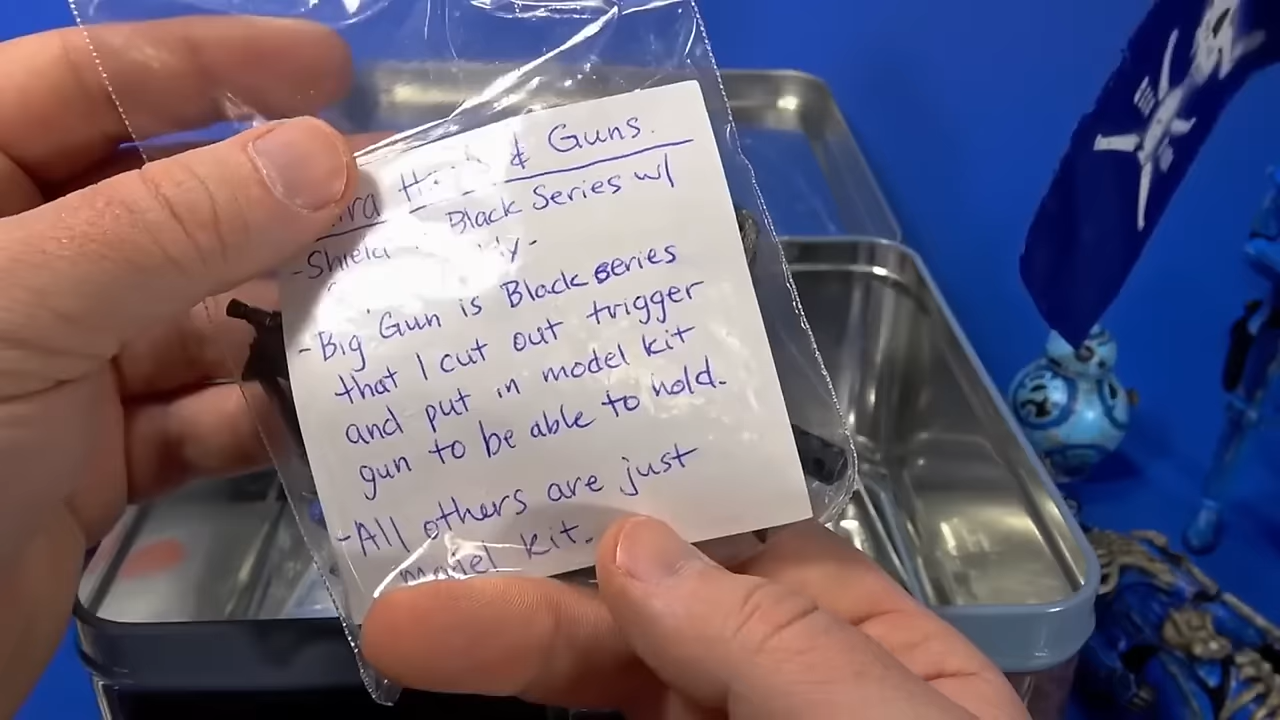 & Guns.
- Shield Black Series w/
- Big Gun is Black series
that I cut out trigger
and put in model kit
gun to be able to hold.
- All others are just
model kit.